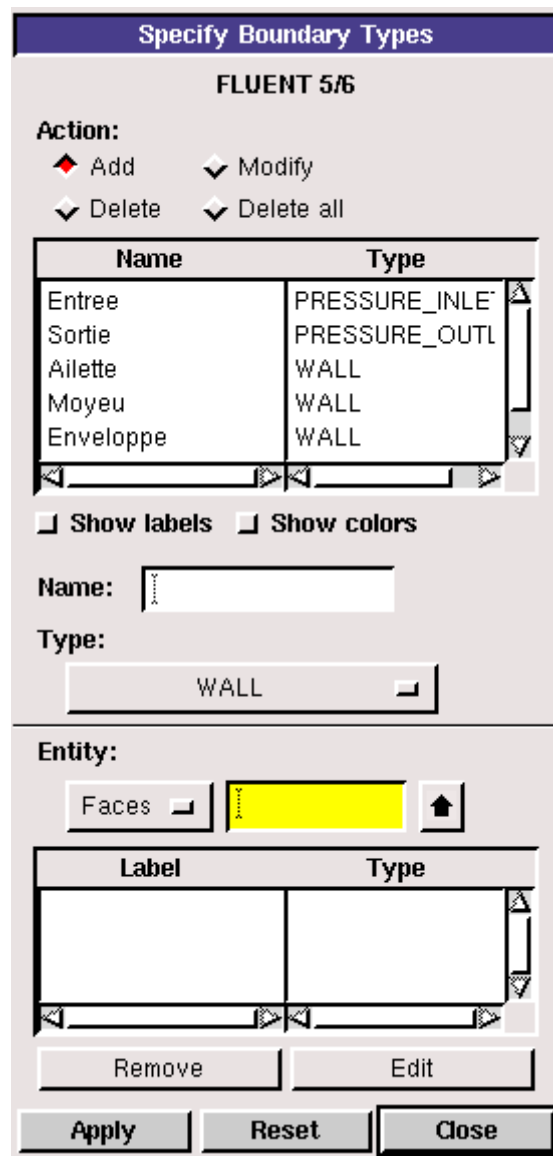 Specify Boundary Types
FLUENT 5/6
Action:
Add Modify
Delete Delete all
Name Type
Entree PRESSURE_INLE
Sortie PRESSURE_OUTL
Ailette WALL
Moyeu WALL
Enveloppe WALL
Show labels Show colors
Name:
Type:
WALL
Entity:
Faces
Label Type
Remove Edit
Apply Reset Close